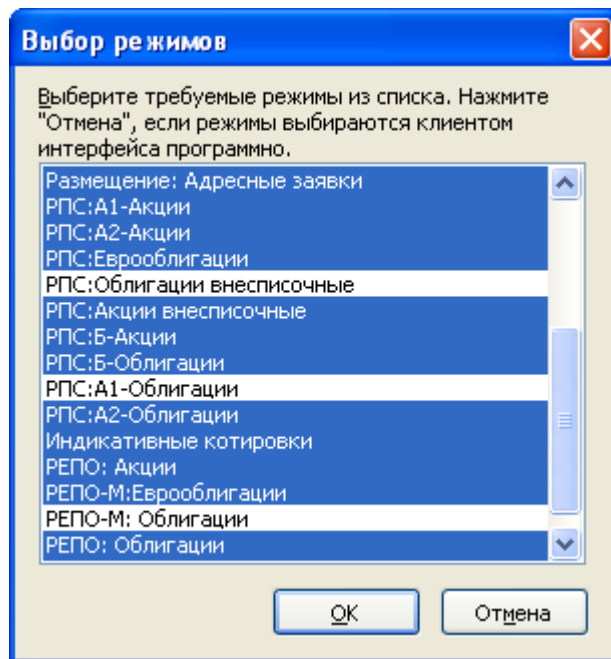 Выбор режимов
Выберите требуемые режимы из списка. Нажмите
"Отмена", если режимы выбираются клиентом
интерфейса программно.
Размещение: Адресные заявки
РПС:А1-Акции
РПС:А2-Акции
РПС:Еврооблигации
РПС:Облигации внесписочные
РПС:Акции внесписочные
РПС:Б-Акции
РПС:Б-Облигации
РПС:А1-Облигации
РПС:А2-Облигации
Индикативные котировки
РЕПО: Акции
РЕПО-М:Еврооблигации
РЕПО-М: Облигации
РЕПО: Облигации
OK Отмена